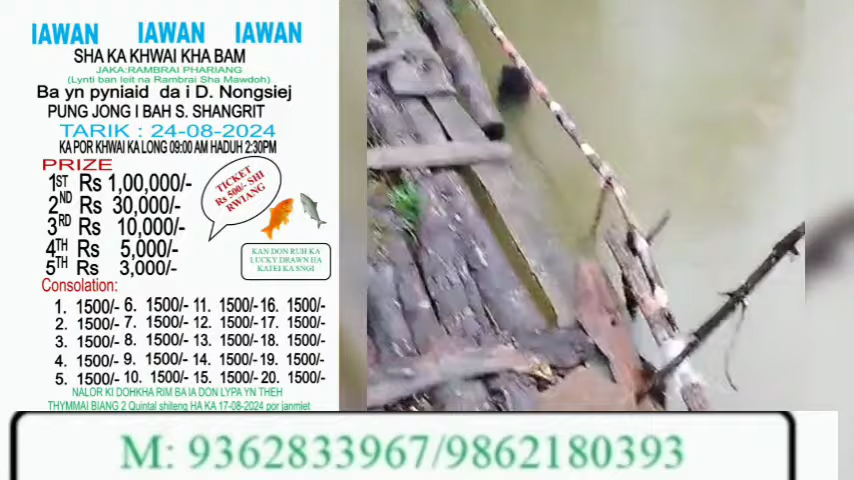 IAWAN IAWAN IAWAN
SHA KA KHWAI KHA BAM
JAKA:RAMBRAI PHARIANG
(Lynti ban leit na Rambrai Sha Mawdoh)
Ba yn pyniaid da i D. Nongsiej
PUNG JONG I BAH S. SHANGRIT
TARIK : 24-08-2024
KA POR KHWAI KA LONG 09:00 AM HADUH 2:30PM
PRIZE
1ST Rs 1,00,000/-
2ND Rs 30,000/-
3RD Rs 10,000/-
4TH Rs 5,000/-
5TH Rs 3,000/-
TICKET
Rs 500/- SHI
RWIANG
KAN DON RUH KA
LUCKY DRAWN HA
KATEI KA SNGI
Consolation:
1. 1500/- 6. 1500/- 11. 1500/- 16. 1500/-
2. 1500/- 7. 1500/- 12. 1500/- 17. 1500/-
3. 1500/- 8. 1500/- 13. 1500/- 18. 1500/-
4. 1500/- 9. 1500/- 14. 1500/- 19. 1500/-
5. 1500/- 10. 1500/- 15. 1500/- 20. 1500/-
NALOR KI DOHKHA RIM BA IA DON LYPA YN THEH
THYMMAI BIANG 2 Quintal shiteng HA KA 17-08-2024 por janmiet
M: 9362833967/9862180393